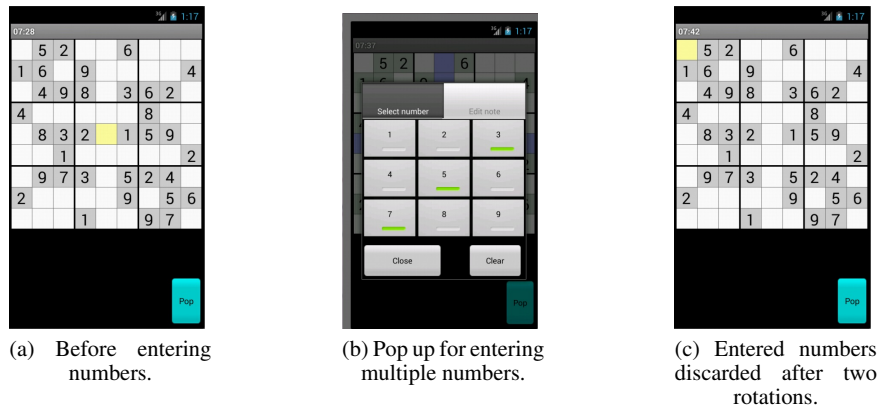 1:17
07:28
5 2 6
1 6 9 4
4 9 8 3 6 2
4 8
8 3 2 1 5 9
1 2
9 7 3 5 2 4
2 9 5 6
1 9 7
Pop
(a) Before entering
numbers.
1:17
07:37
5 2 6
Select number Edit note
1 2 3
4 5 6
7 8 9
Close Clear
Pop
(b) Pop up for entering
multiple numbers.
1:17
07:42
5 2 6
1 6 9 4
4 9 8 3 6 2
4 8
8 3 2 1 5 9
1 2
9 7 3 5 2 4
2 9 5 6
1 9 7
Pop
(c) Entered numbers
discarded after two
rotations.